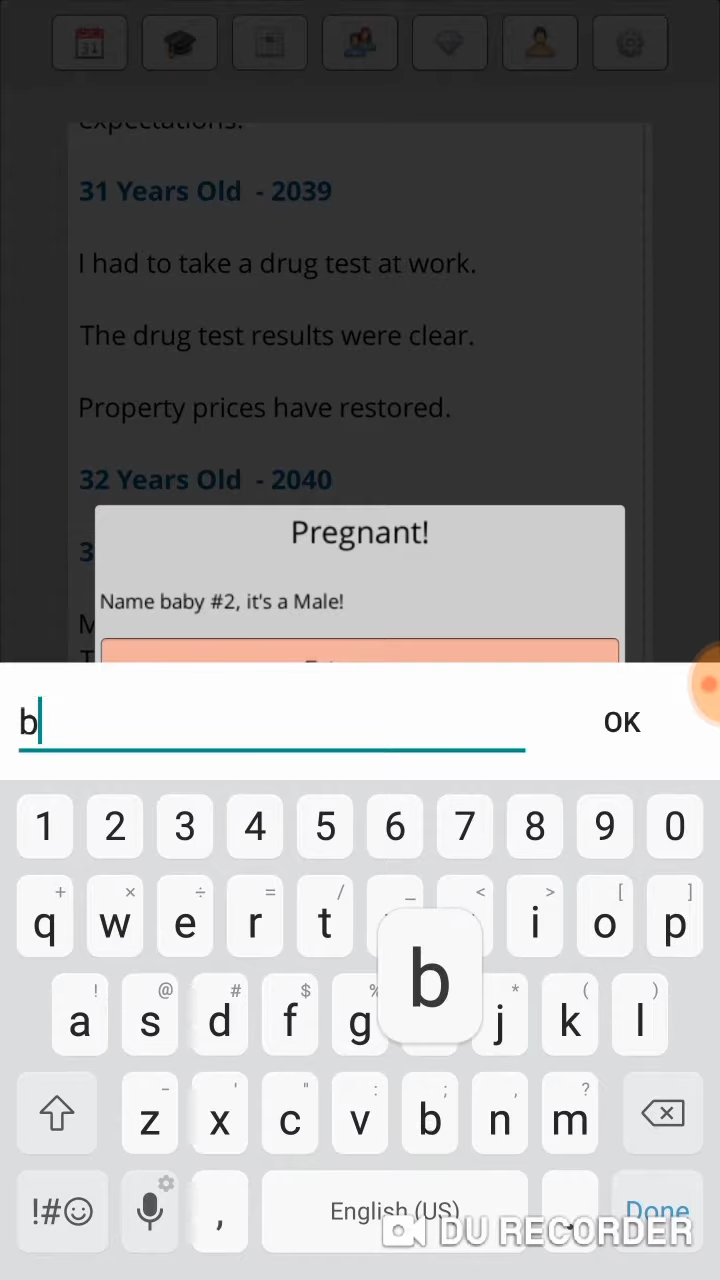 31
expectations.
31 Years Old - 2039
I had to take a drug test at work.
The drug test results were clear.
Property prices have restored.
32 Years Old - 2040
3
Pregnant!
Name baby #2, it's a Male!
M
b
OK
1 2 3 4 5 6 7 8 9 0
+ × ÷ = / _ < > [ ]
q w e r t i o p
! @ # $ % * ( )
a s d f g b j k l
- ' " : ; , ?
z x c v b n m
!#☺ , English (US) Done
DU RECORDER